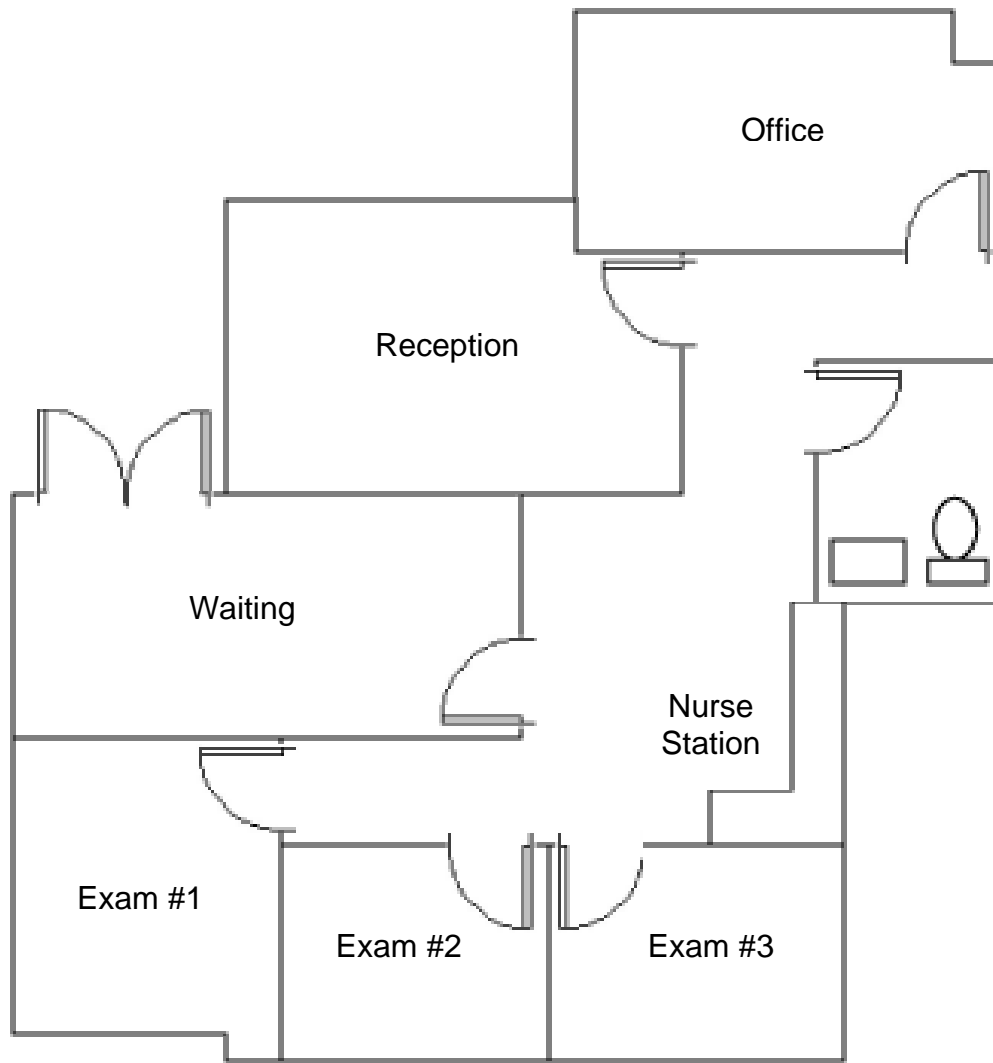 Office
Reception
Waiting
Nurse
Station
Exam #1
Exam #2
Exam #3